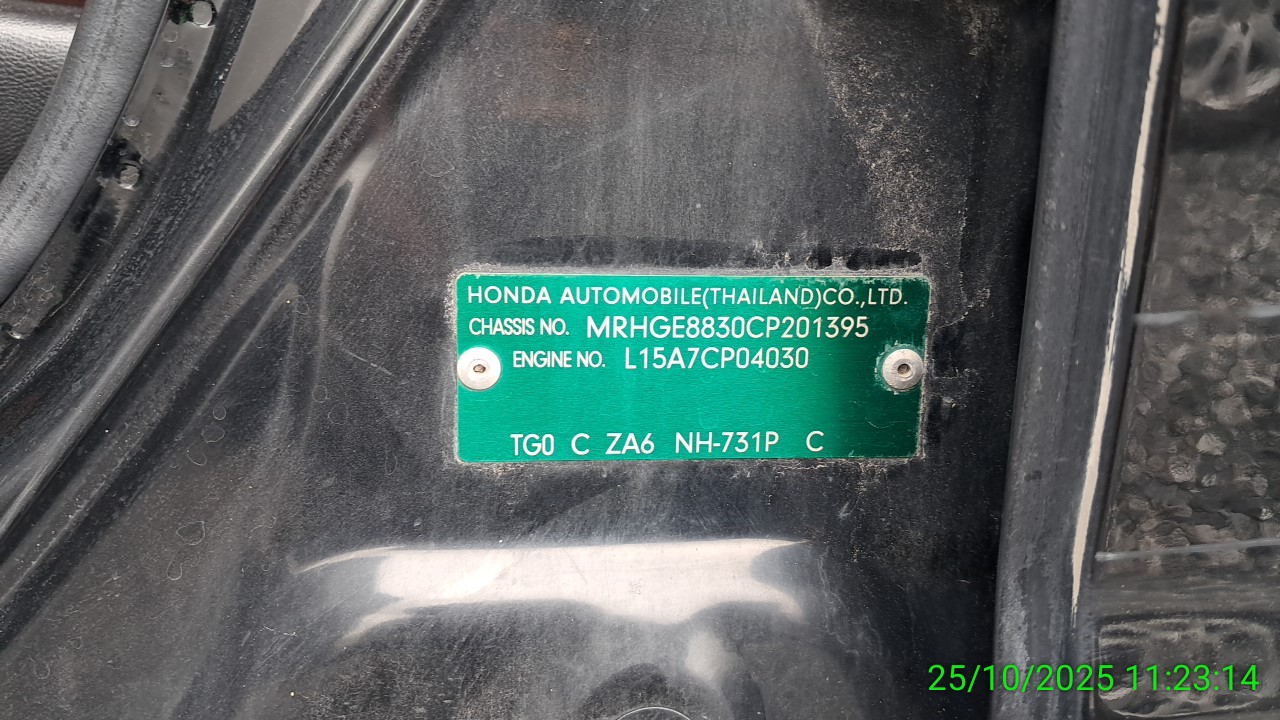 HONDA AUTOMOBILE(THAILAND)CO.,LTD.
CHASSIS NO. MRHGE8830CP201395
ENGINE NO. L15A7CP04030
TG0 C ZA6 NH-731P C
25/10/2025 11:23:14